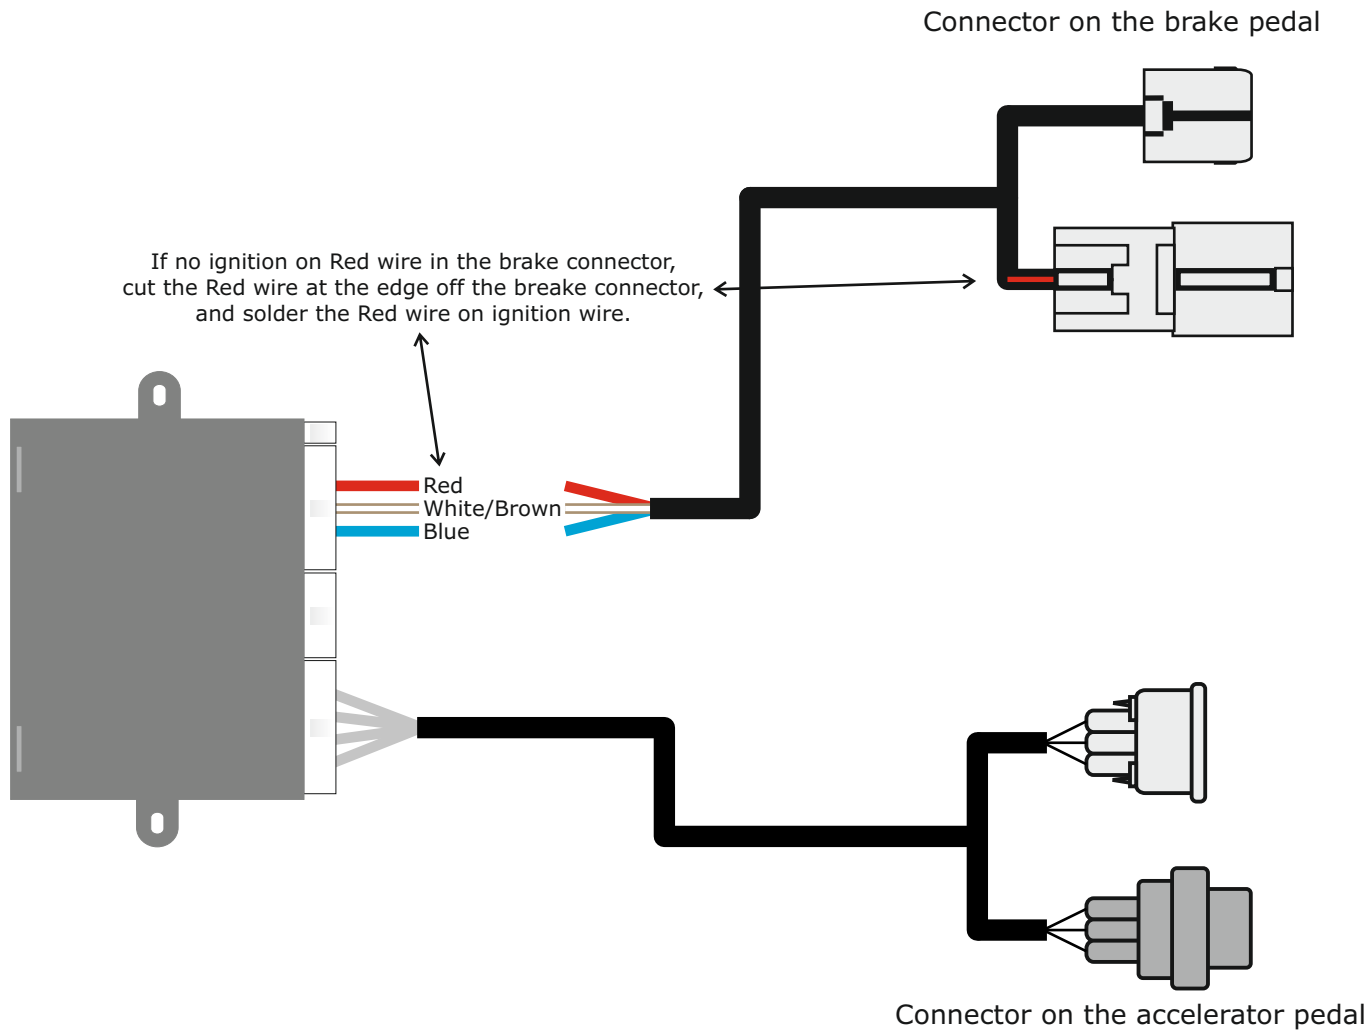 Connector on the brake pedal
If no ignition on Red wire in the brake connector,
cut the Red wire at the edge off the breake connector,
and solder the Red wire on ignition wire.
Red
White/Brown
Blue
Connector on the accelerator pedal